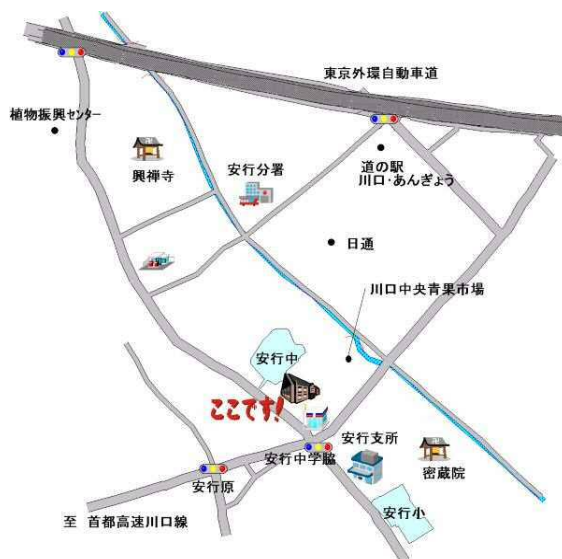 東京外環自動車道
植物振興センター
興禅寺
安行分署
道の駅
川口・あんぎょう
日通
川口中央青果市場
安行中
ここです!
安行中学脇
安行支所
密蔵院
安行原
安行小
至 首都高速川口線